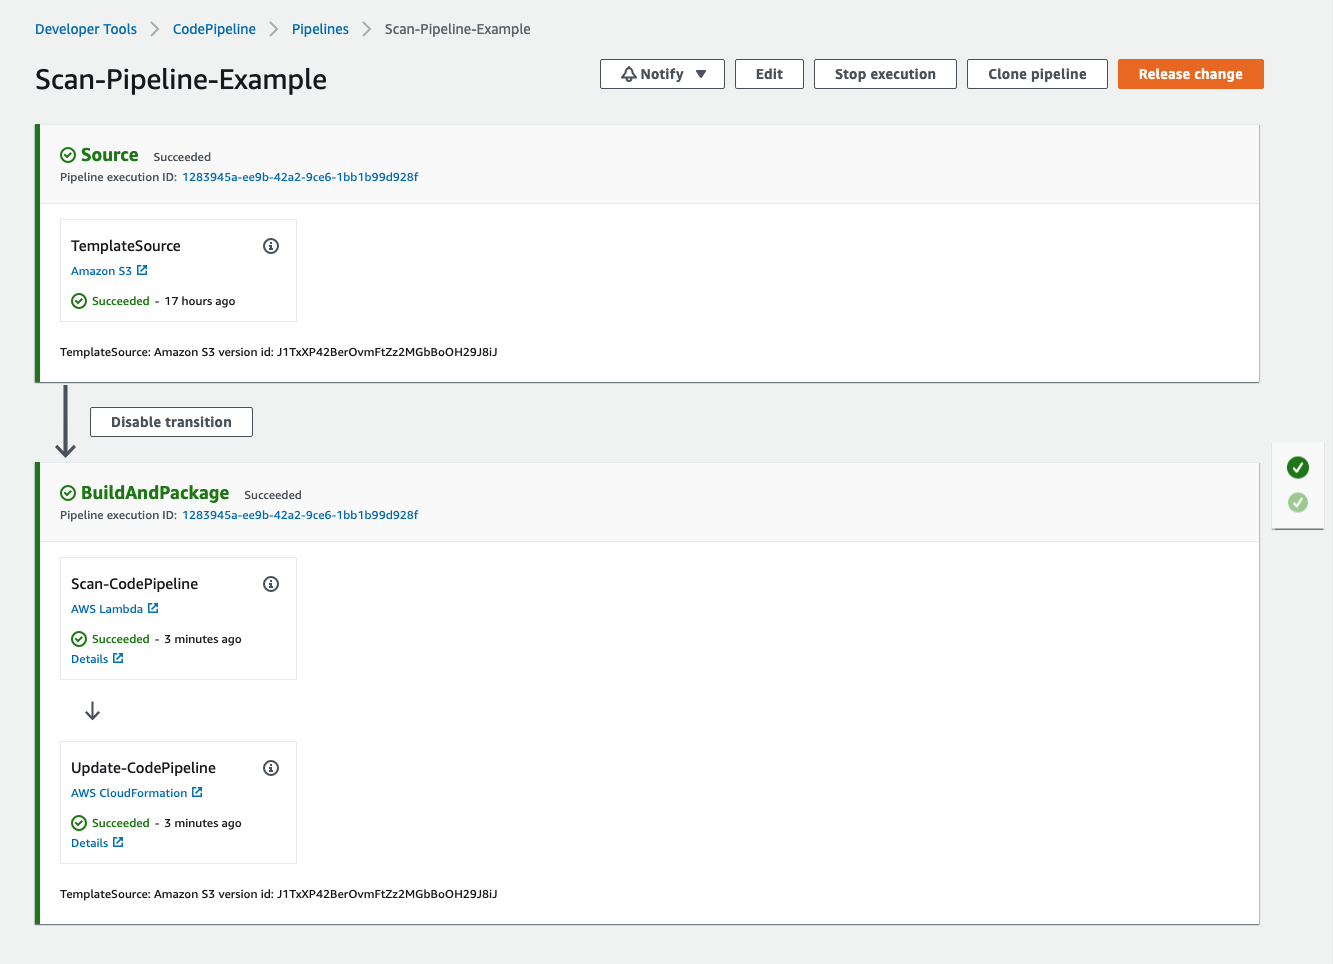 Developer Tools
CodePipeline
Pipelines
Scan-Pipeline-Example
Scan-Pipeline-Example
Notify
Edit
Stop execution
Clone pipeline
Release change
Source Succeeded
Pipeline execution ID: 1283945a-ee9b-42a2-9ce6-1bb1b99d928f
TemplateSource
Amazon S3
Succeeded - 17 hours ago
TemplateSource: Amazon S3 version id: J1TxXP42BerOvmFtZz2MGbBoOH29J8iJ
Disable transition
BuildAndPackage Succeeded
Pipeline execution ID: 1283945a-ee9b-42a2-9ce6-1bb1b99d928f
Scan-CodePipeline
AWS Lambda
Succeeded - 3 minutes ago
Details
Update-CodePipeline
AWS CloudFormation
Succeeded - 3 minutes ago
Details
TemplateSource: Amazon S3 version id: J1TxXP42BerOvmFtZz2MGbBoOH29J8iJ